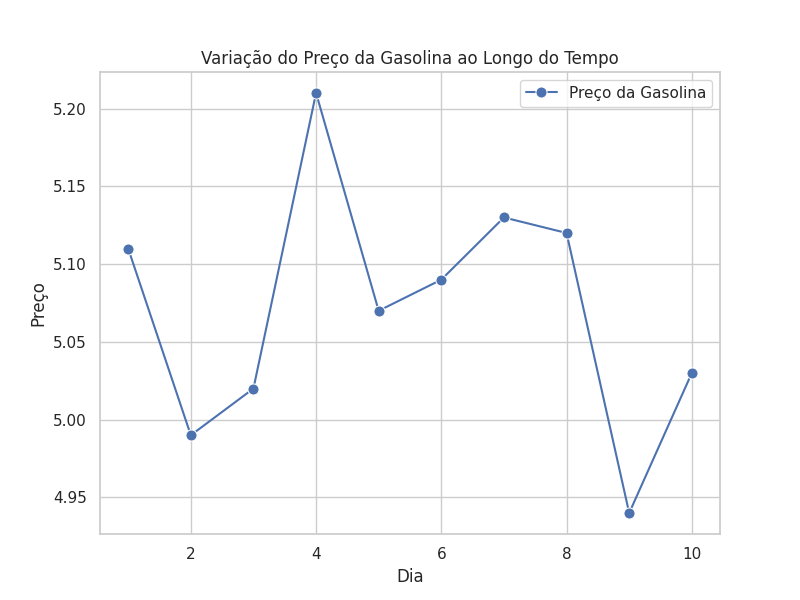 Variação do Preço da Gasolina ao Longo do Tempo
Preço da Gasolina
5.20
5.15
5.10
5.05
5.00
4.95
Preço
2 4 6 8 10
Dia